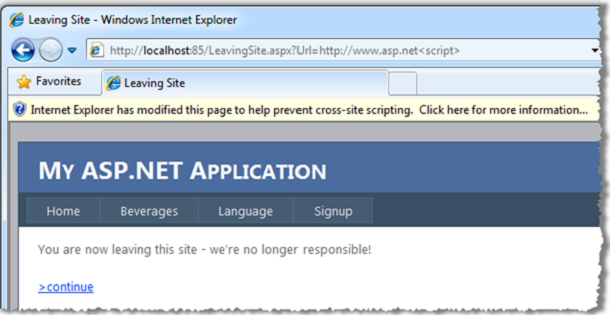 Leaving Site - Windows Internet Explorer
http://localhost:85/LeavingSite.aspx?Url=http://www.asp.net<script>
Favorites
Leaving Site
Internet Explorer has modified this page to help prevent cross-site scripting. Click here for more information...
MY ASP.NET APPLICATION
Home Beverages Language Signup
You are now leaving this site - we're no longer responsible!
>continue